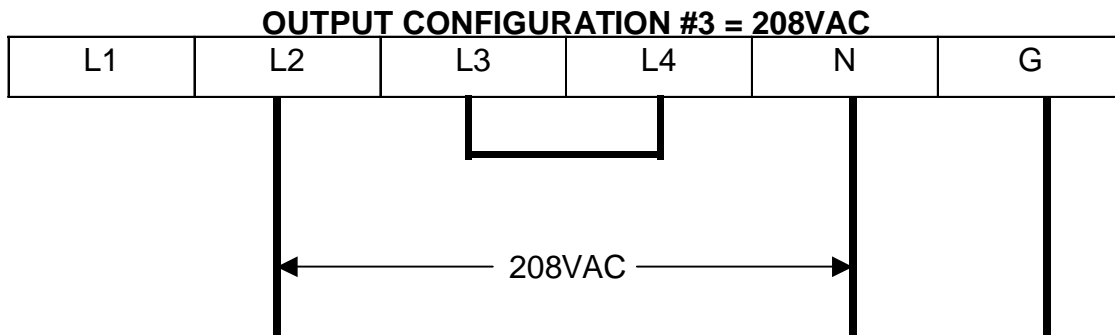 OUTPUT CONFIGURATION #3 = 208VAC
L1 L2 L3 L4 N G
208VAC